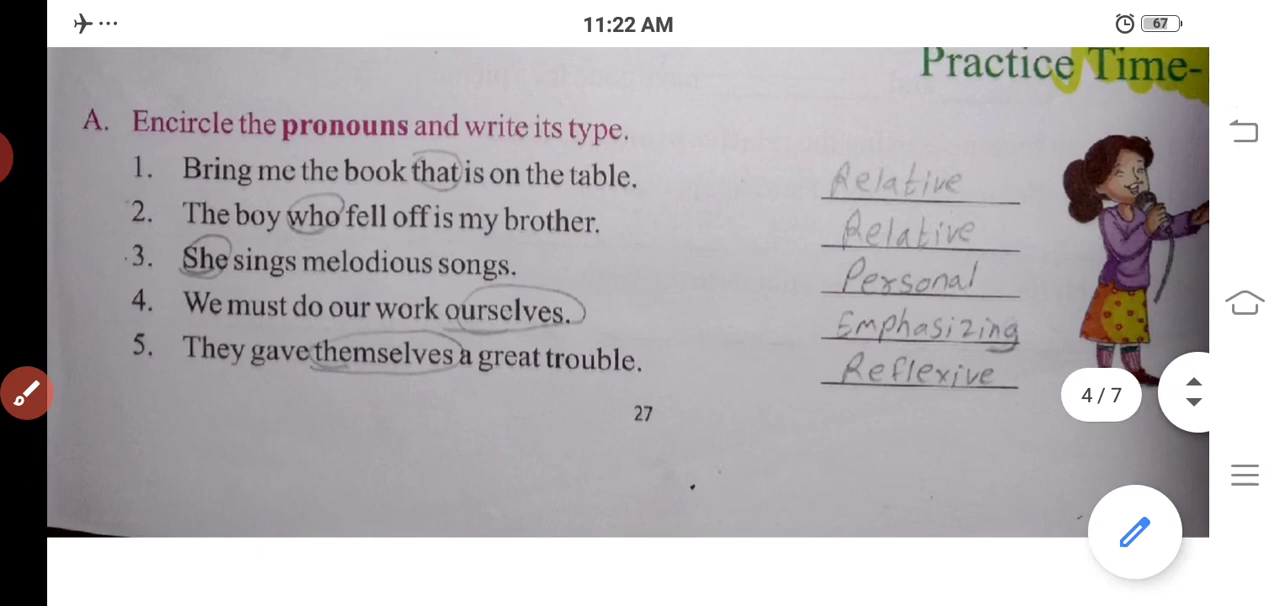 11:22 AM
67
Practice Time-
A. Encircle the pronouns and write its type.
1. Bring me the book that is on the table. Relative
2. The boy who fell off is my brother. Relative
3. She sings melodious songs. Personal
4. We must do our work ourselves. Emphasizing
5. They gave themselves a great trouble. Reflexive
4 / 7
27